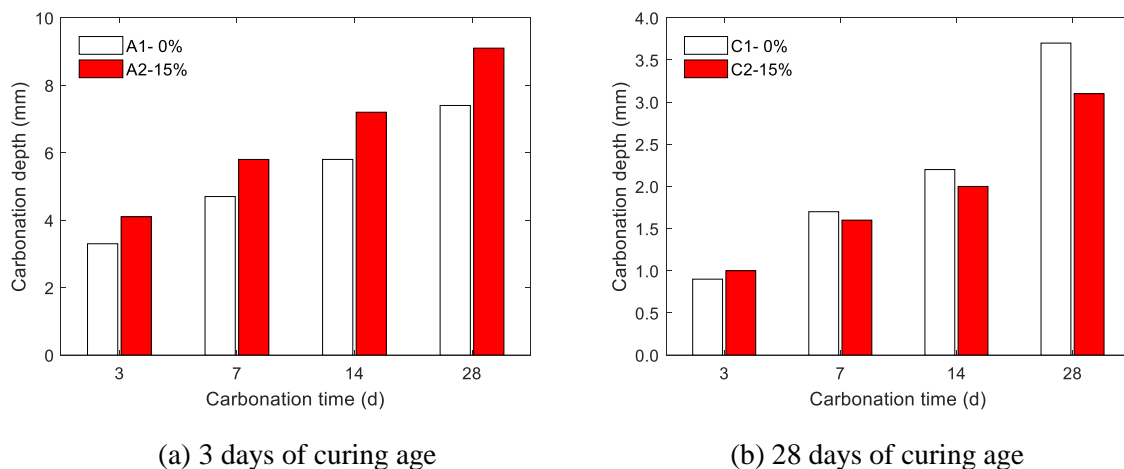 10
8
6
4
2
0
A1- 0%
A2-15%
3
7
14
28
Carbonation depth (mm)
Carbonation time (d)
(a) 3 days of curing age
4.0
3.5
3.0
2.5
2.0
1.5
1.0
0.5
0.0
C1- 0%
C2-15%
3
7
14
28
Carbonation depth (mm)
Carbonation time (d)
(b) 28 days of curing age